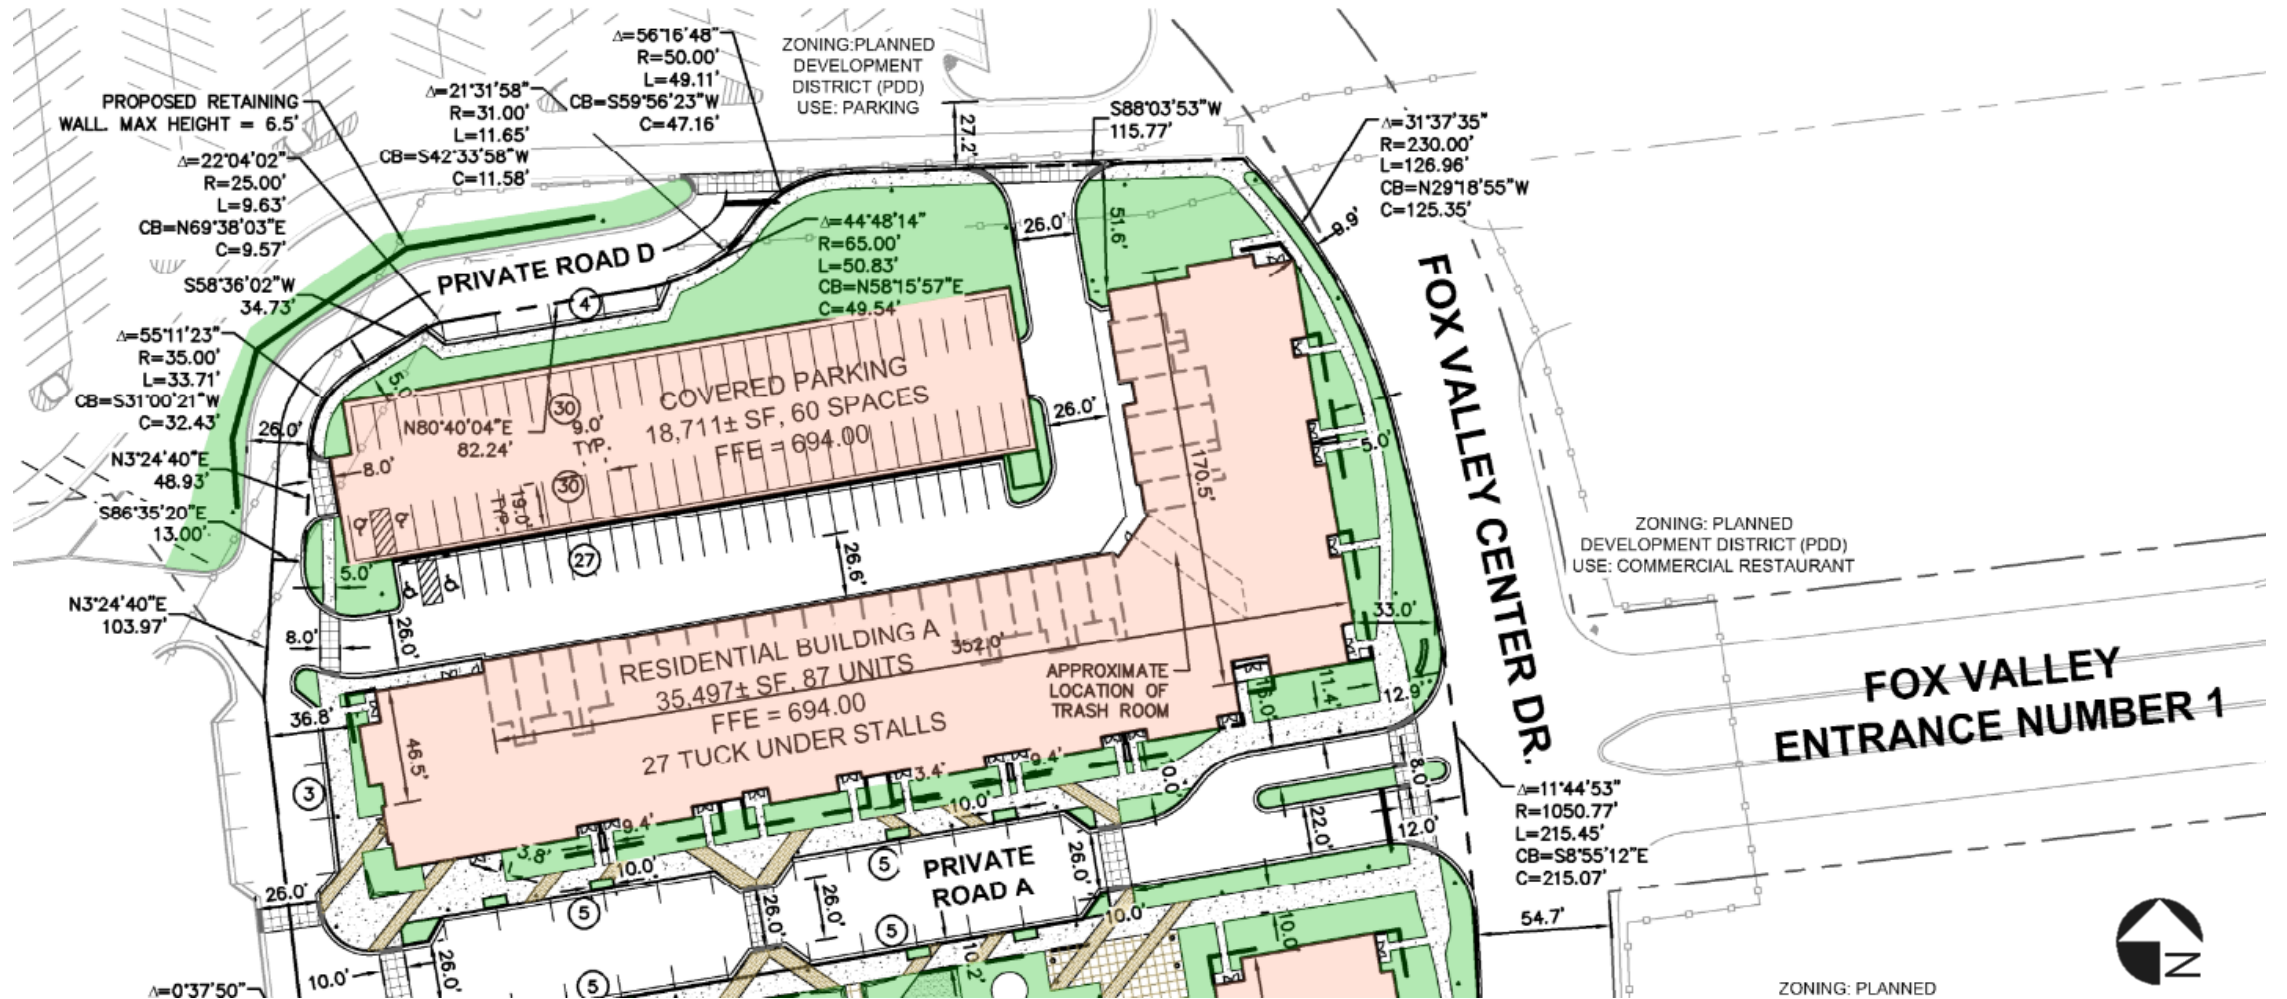 Δ=56°16'48"
R=50.00'
L=49.11'
CB=S59°56'23"W
C=47.16'
ZONING:PLANNED
DEVELOPMENT
DISTRICT (PDD)
USE: PARKING
Δ=21°31'58"
R=31.00'
L=11.65'
CB=S42°33'58"W
C=11.58'
PROPOSED RETAINING
WALL. MAX HEIGHT = 6.5'
27.2'
S88°03'53"W
115.77'
Δ=31°37'35"
R=230.00'
L=126.96'
CB=N29°18'55"W
C=125.35'
Δ=22°04'02"
R=25.00'
L=9.63'
CB=N69°38'03"E
C=9.57'
Δ=44°48'14"
R=65.00'
L=50.83'
CB=N58°15'57"E
C=49.54'
26.0'
51.6'
9.9'
PRIVATE ROAD D
4
S58°36'02"W
34.73'
Δ=55°11'23"
R=35.00'
L=33.71'
CB=S31°00'21"W
C=32.43'
5.0'
26.0'
COVERED PARKING
18,711± SF, 60 SPACES
FFE = 694.00
30
9.0'
TYP.
N80°40'04"E
82.24'
30
19.0'
TYP.
8.0'
26.0'
5.0'
170.5'
FOX VALLEY CENTER DR.
N3°24'40"E
48.93'
S86°35'20"E
13.00'
5.0'
27
26.6'
ZONING: PLANNED
DEVELOPMENT DISTRICT (PDD)
USE: COMMERCIAL RESTAURANT
N3°24'40"E
103.97'
8.0'
26.0'
33.0'
RESIDENTIAL BUILDING A
35,497± SF, 87 UNITS
FFE = 694.00
27 TUCK UNDER STALLS
352.0'
APPROXIMATE
LOCATION OF
TRASH ROOM
11.4'
12.9'
FOX VALLEY
ENTRANCE NUMBER 1
36.8'
46.5'
3
3.4'
9.4'
10.0'
8.0'
22.0'
12.0'
Δ=11°44'53"
R=1050.77'
L=215.45'
CB=S8°55'12"E
C=215.07'
9.4'
3.8'
10.0'
5
PRIVATE
ROAD A
26.0'
26.0'
5
26.0'
26.0'
5
10.0'
10.0'
54.7'
N
10.0'
26.0'
5
Δ=0°37'50"
ZONING: PLANNED